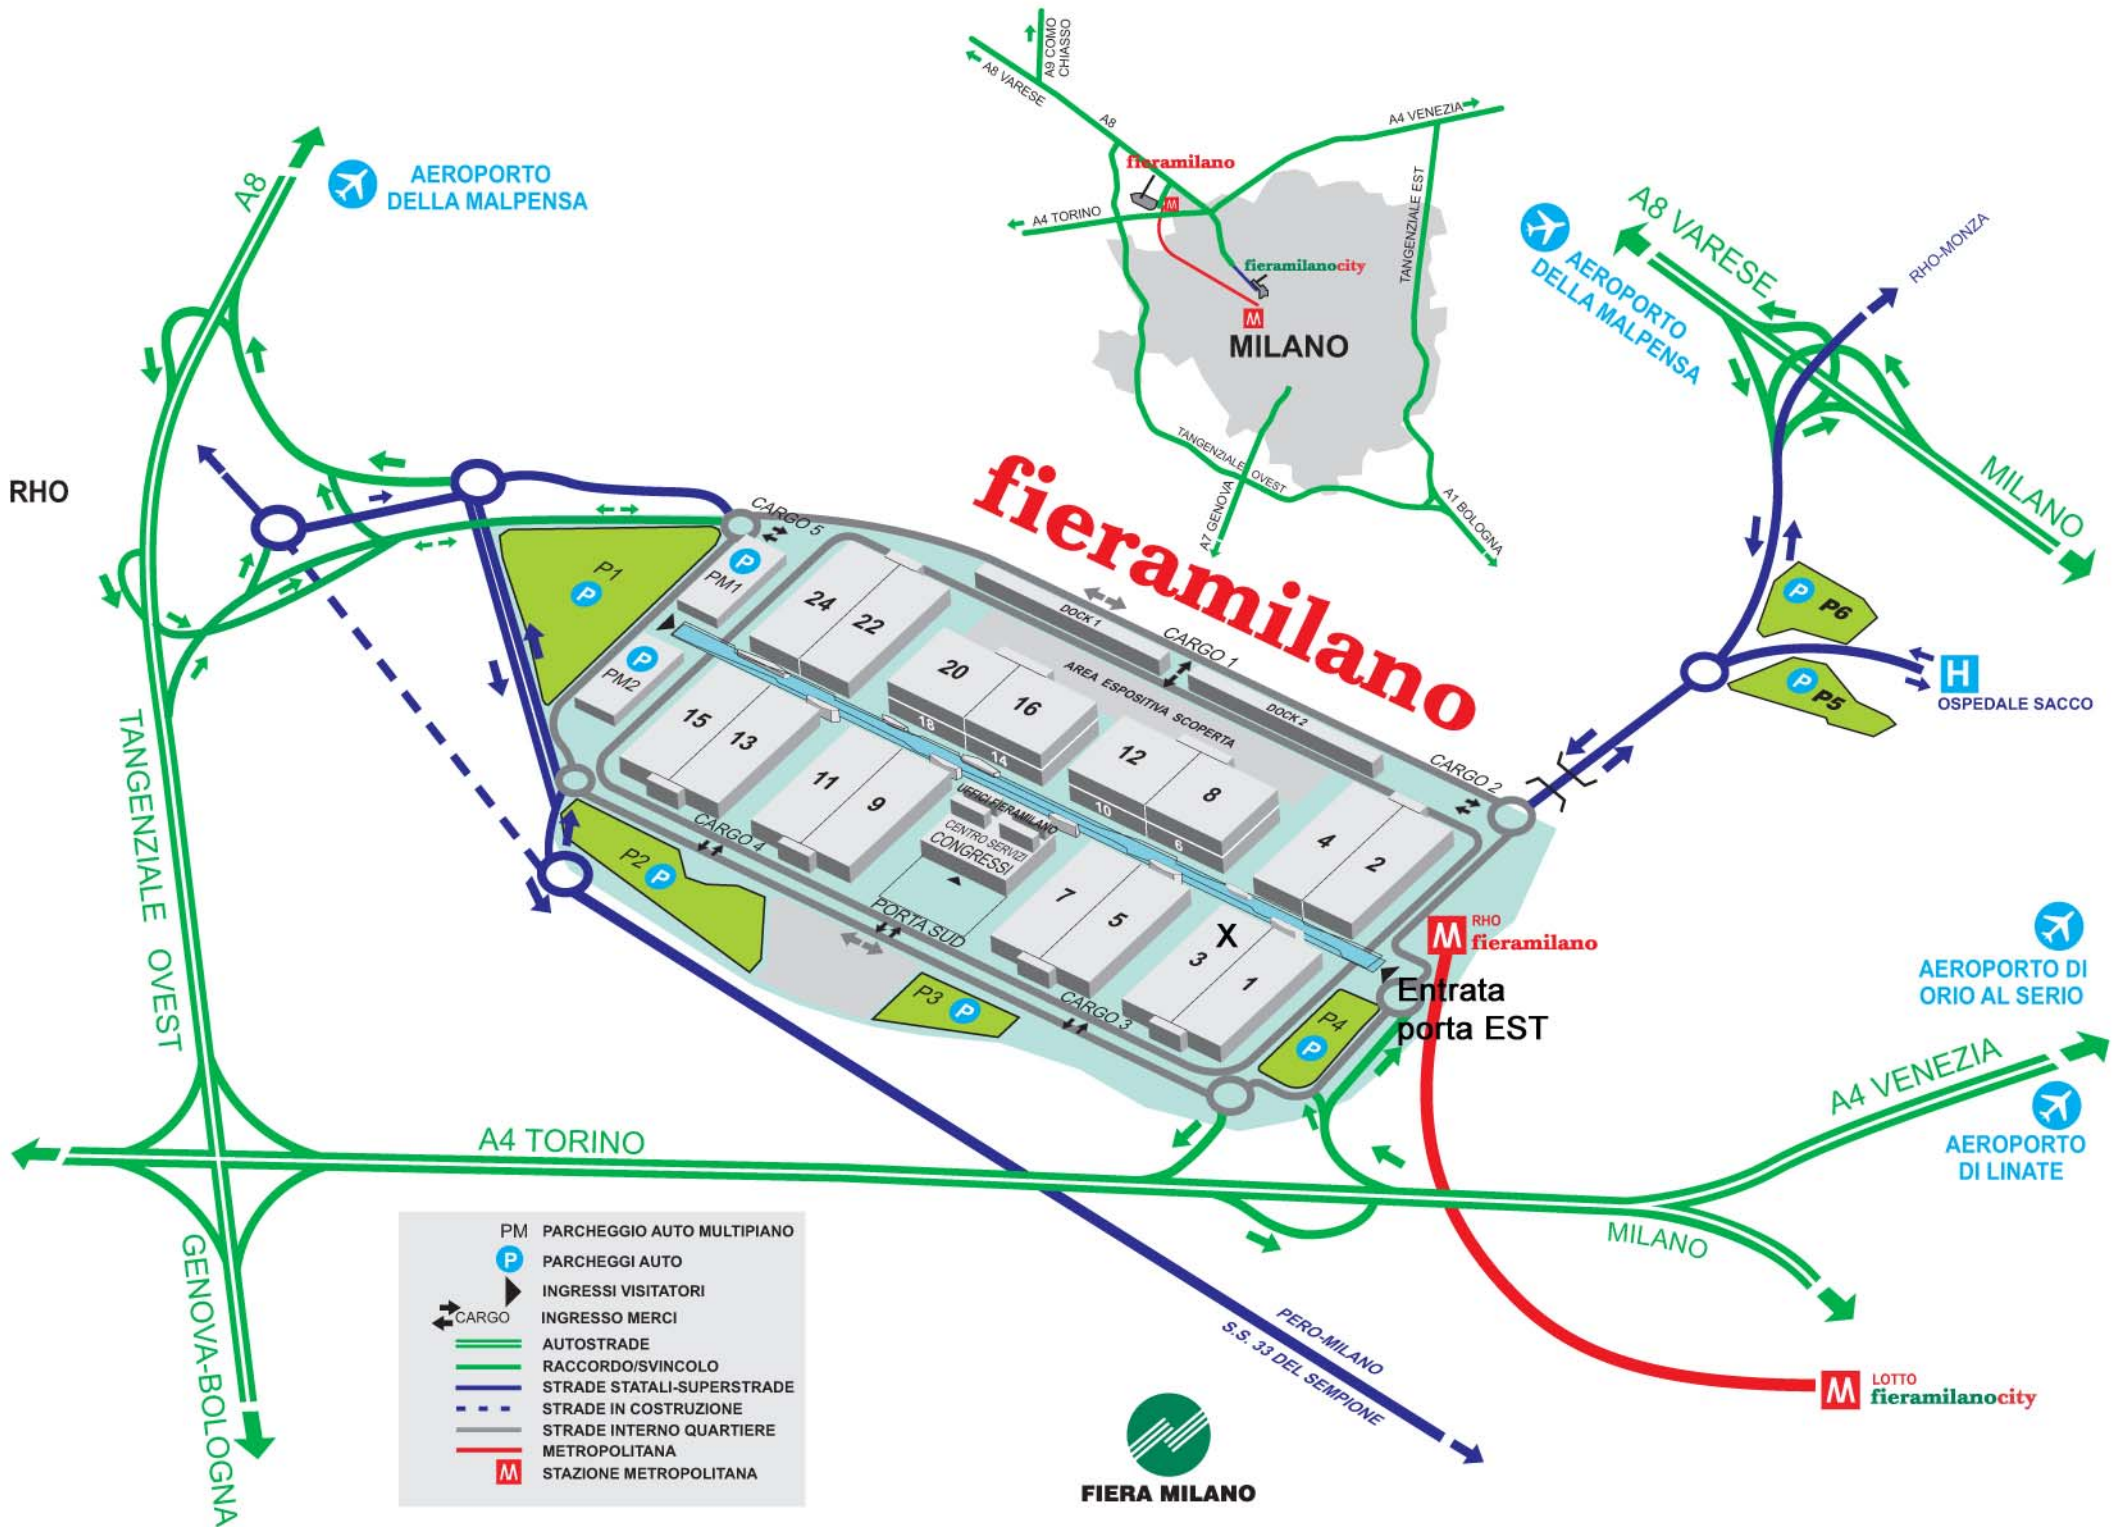 A9 COMO
CHIASSO
A8 VARESE
A8
A4 VENEZIA
fieramilano
M
A4 TORINO
TANGENZIALE EST
fieramilanocity
M
MILANO
TANGENZIALE OVEST
A7 GENOVA
A1 BOLOGNA
A8
AEROPORTO
DELLA MALPENSA
A8 VARESE
AEROPORTO
DELLA MALPENSA
RHO-MONZA
MILANO
RHO
fieramilano
CARGO 5
P1
P
PM1
P
PM2
P
24
22
DOCK 1
CARGO 1
AREA ESPOSITIVA SCOPERTA
DOCK 2
CARGO 2
20
16
18
14
12
8
10
6
4
2
15
13
11
9
UFFICI FIERAMILANO
CENTRO SERVIZI
CONGRESSI
7
5
X
3
1
CARGO 4
P2
P
PORTA SUD
P3
P
CARGO 3
P4
P
Entrata
porta EST
M
RHO
fieramilano
P
P6
P
P5
H
OSPEDALE SACCO
AEROPORTO DI
ORIO AL SERIO
A4 VENEZIA
AEROPORTO
DI LINATE
MILANO
TANGENZIALE OVEST
A4 TORINO
GENOVA-BOLOGNA
PERO-MILANO
S.S. 33 DEL SEMPIONE
M
LOTTO
fieramilanocity
PM PARCHEGGIO AUTO MULTIPIANO
P PARCHEGGI AUTO
INGRESSI VISITATORI
CARGO INGRESSO MERCI
AUTOSTRADE
RACCORDO/SVINCOLO
STRADE STATALI-SUPERSTRADE
STRADE IN COSTRUZIONE
STRADE INTERNO QUARTIERE
METROPOLITANA
M STAZIONE METROPOLITANA
FIERA MILANO